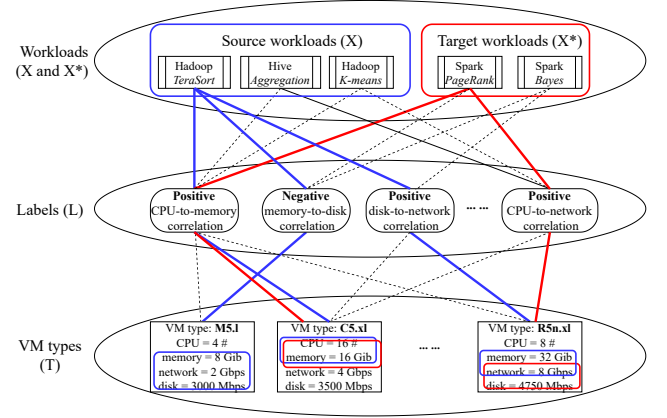 Workloads
(X and X*)
Source workloads (X)
Target workloads (X*)
Hadoop
TeraSort
Hive
Aggregation
Hadoop
K-means
Spark
PageRank
Spark
Bayes
Labels (L)
Positive
CPU-to-memory
correlation
Negative
memory-to-disk
correlation
Positive
disk-to-network
correlation
... ...
Positive
CPU-to-network
correlation
VM types
(T)
VM type: M5.l
CPU = 4 #
memory = 8 Gib
network = 2 Gbps
disk = 3000 Mbps
VM type: C5.xl
CPU = 16 #
memory = 16 Gib
network = 4 Gbps
disk = 3500 Mbps
... ...
VM type: R5n.xl
CPU = 8 #
memory = 32 Gib
network = 8 Gbps
disk = 4750 Mbps